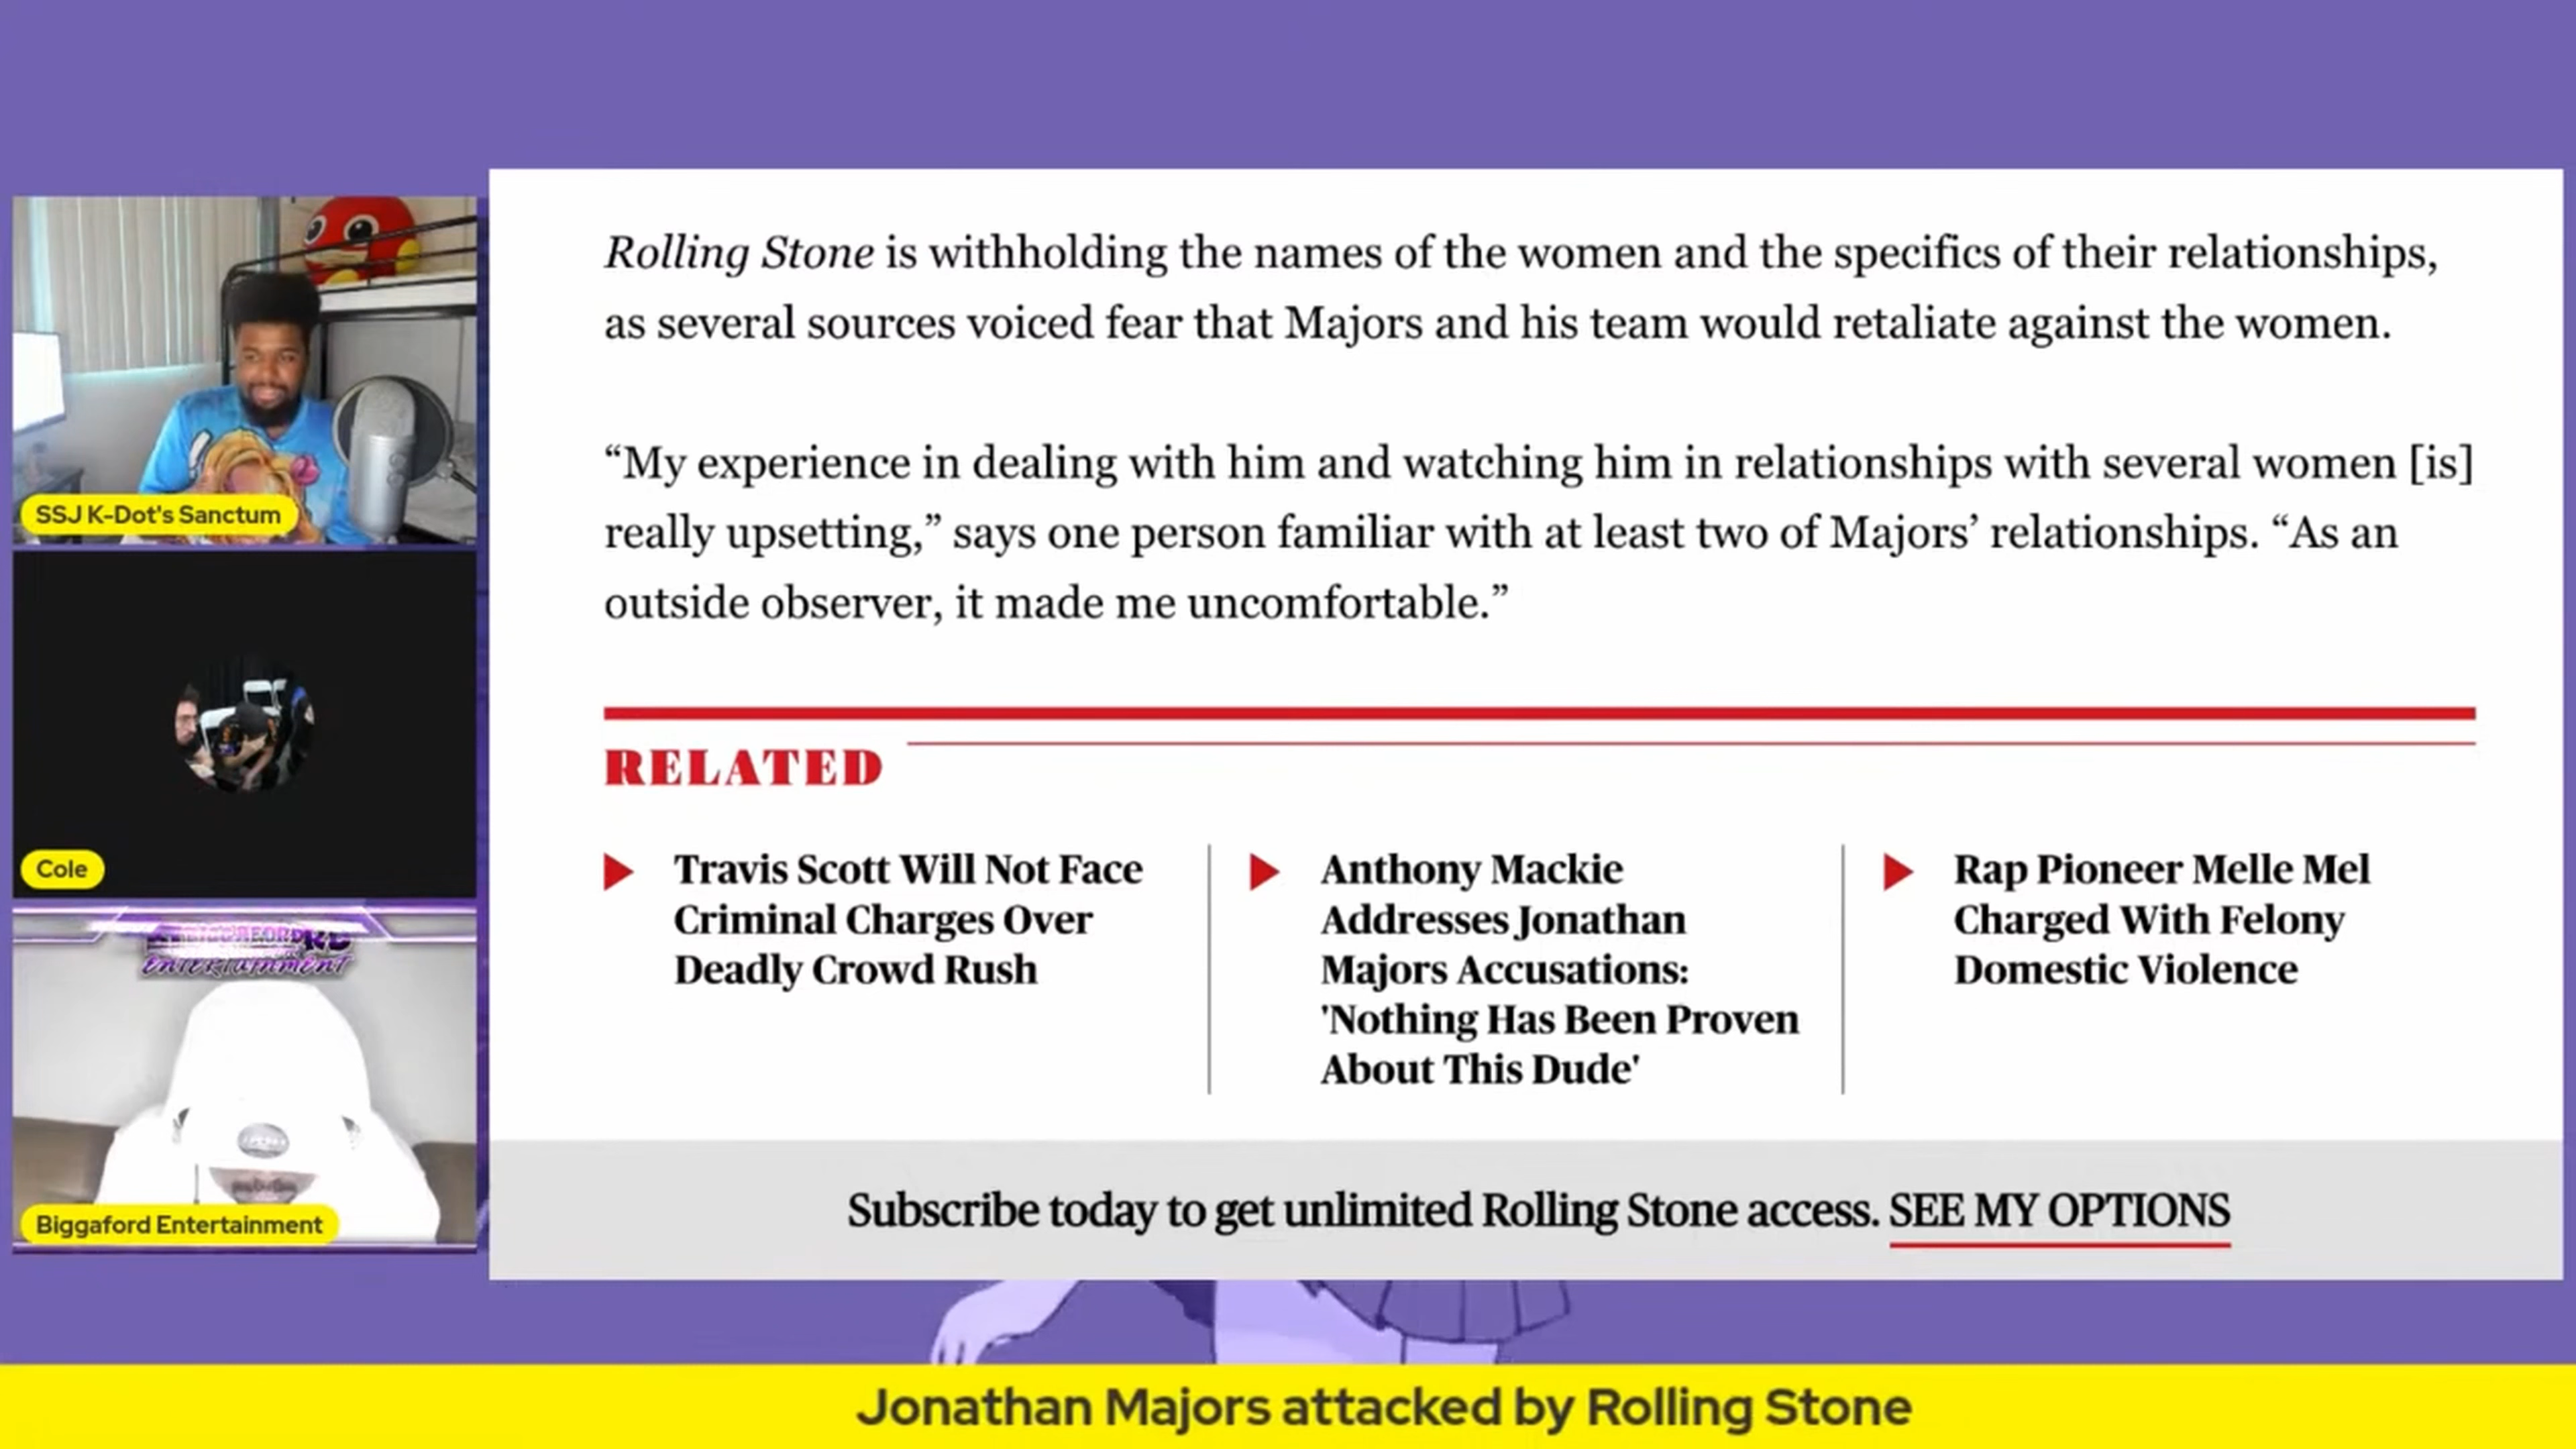 Rolling Stone is withholding the names of the women and the specifics of their relationships,
as several sources voiced fear that Majors and his team would retaliate against the women.
“My experience in dealing with him and watching him in relationships with several women [is]
really upsetting,” says one person familiar with at least two of Majors’ relationships. “As an
outside observer, it made me uncomfortable.”
RELATED
Travis Scott Will Not Face
Criminal Charges Over
Deadly Crowd Rush
Anthony Mackie
Addresses Jonathan
Majors Accusations:
'Nothing Has Been Proven
About This Dude'
Rap Pioneer Melle Mel
Charged With Felony
Domestic Violence
Subscribe today to get unlimited Rolling Stone access. SEE MY OPTIONS
SSJ K-Dot's Sanctum
Cole
ENTERTAINMENT
Biggaford Entertainment
Jonathan Majors attacked by Rolling Stone